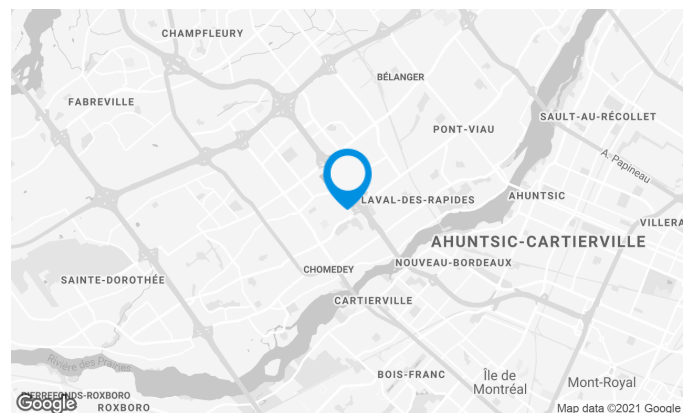 CHAMPFLEURY
BÉLANGER
FABREVILLE
SAULT-AU-RÉCOLLET
PONT-VIAU
A. Papineau
LAVAL-DES-RAPIDES
AHUNTSIC
VILLERA
AHUNTSIC-CARTIERVILLE
NOUVEAU-BORDEAUX
CHOMEDEY
SAINTE-DOROTHÉE
CARTIERVILLE
Rivière des Prairies
BOIS-FRANC
Île de
Montréal
Mont-Royal
PIERREFONDS-ROXBORO
ROXBORO
Google
Map data ©2021 Google